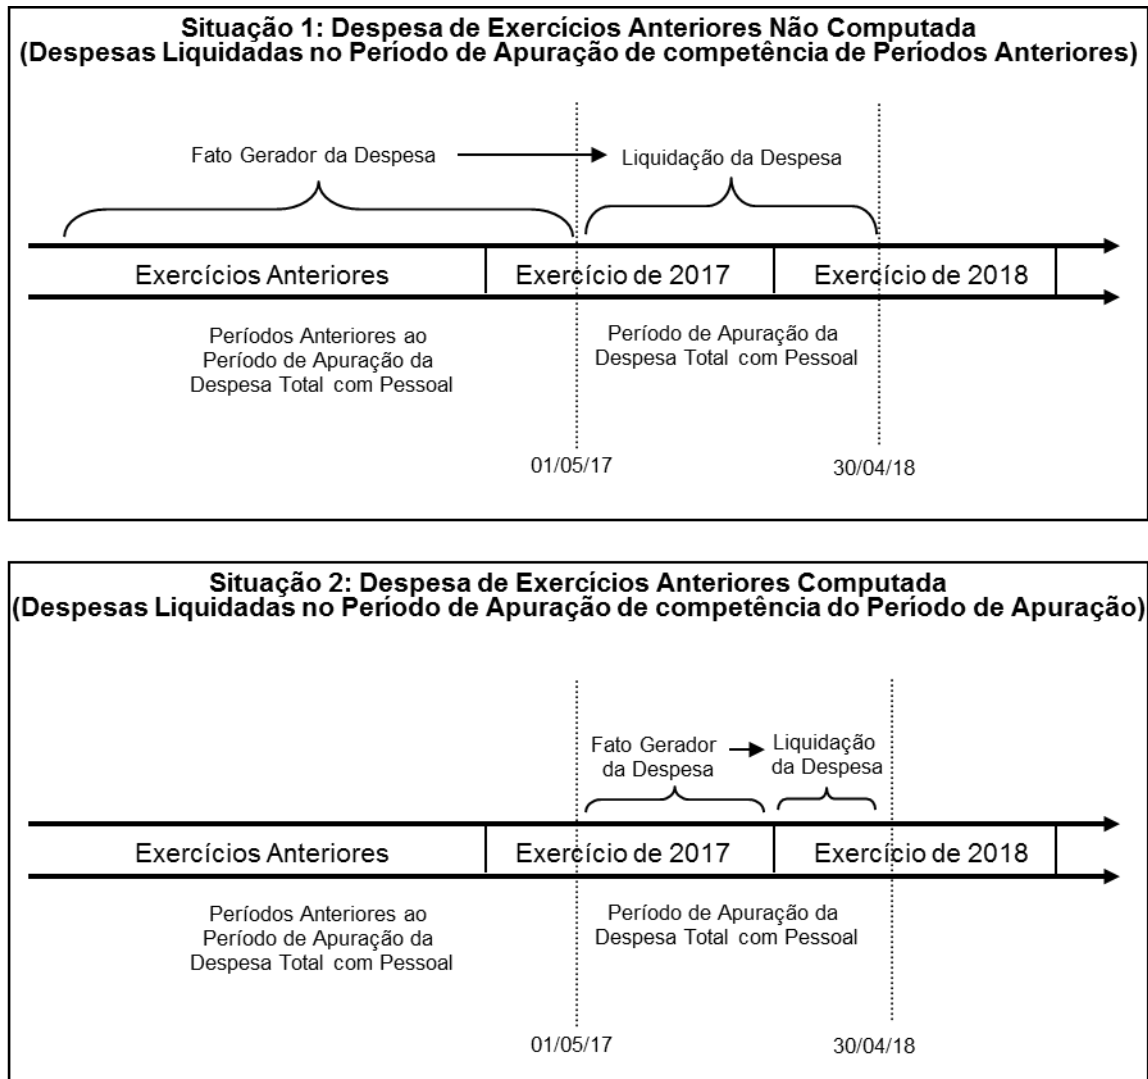 Situação 1: Despesa de Exercícios Anteriores Não Computada
(Despesas Liquidadas no Período de Apuração de competência de Períodos Anteriores)
Fato Gerador da Despesa
Liquidação da Despesa
Exercícios Anteriores
Exercício de 2017
Exercício de 2018
Períodos Anteriores ao
Período de Apuração da
Despesa Total com Pessoal
Período de Apuração da
Despesa Total com Pessoal
01/05/17
30/04/18
Situação 2: Despesa de Exercícios Anteriores Computada
(Despesas Liquidadas no Período de Apuração de competência do Período de Apuração)
Fato Gerador
da Despesa
Liquidação
da Despesa
Exercícios Anteriores
Exercício de 2017
Exercício de 2018
Períodos Anteriores ao
Período de Apuração da
Despesa Total com Pessoal
Período de Apuração da
Despesa Total com Pessoal
01/05/17
30/04/18